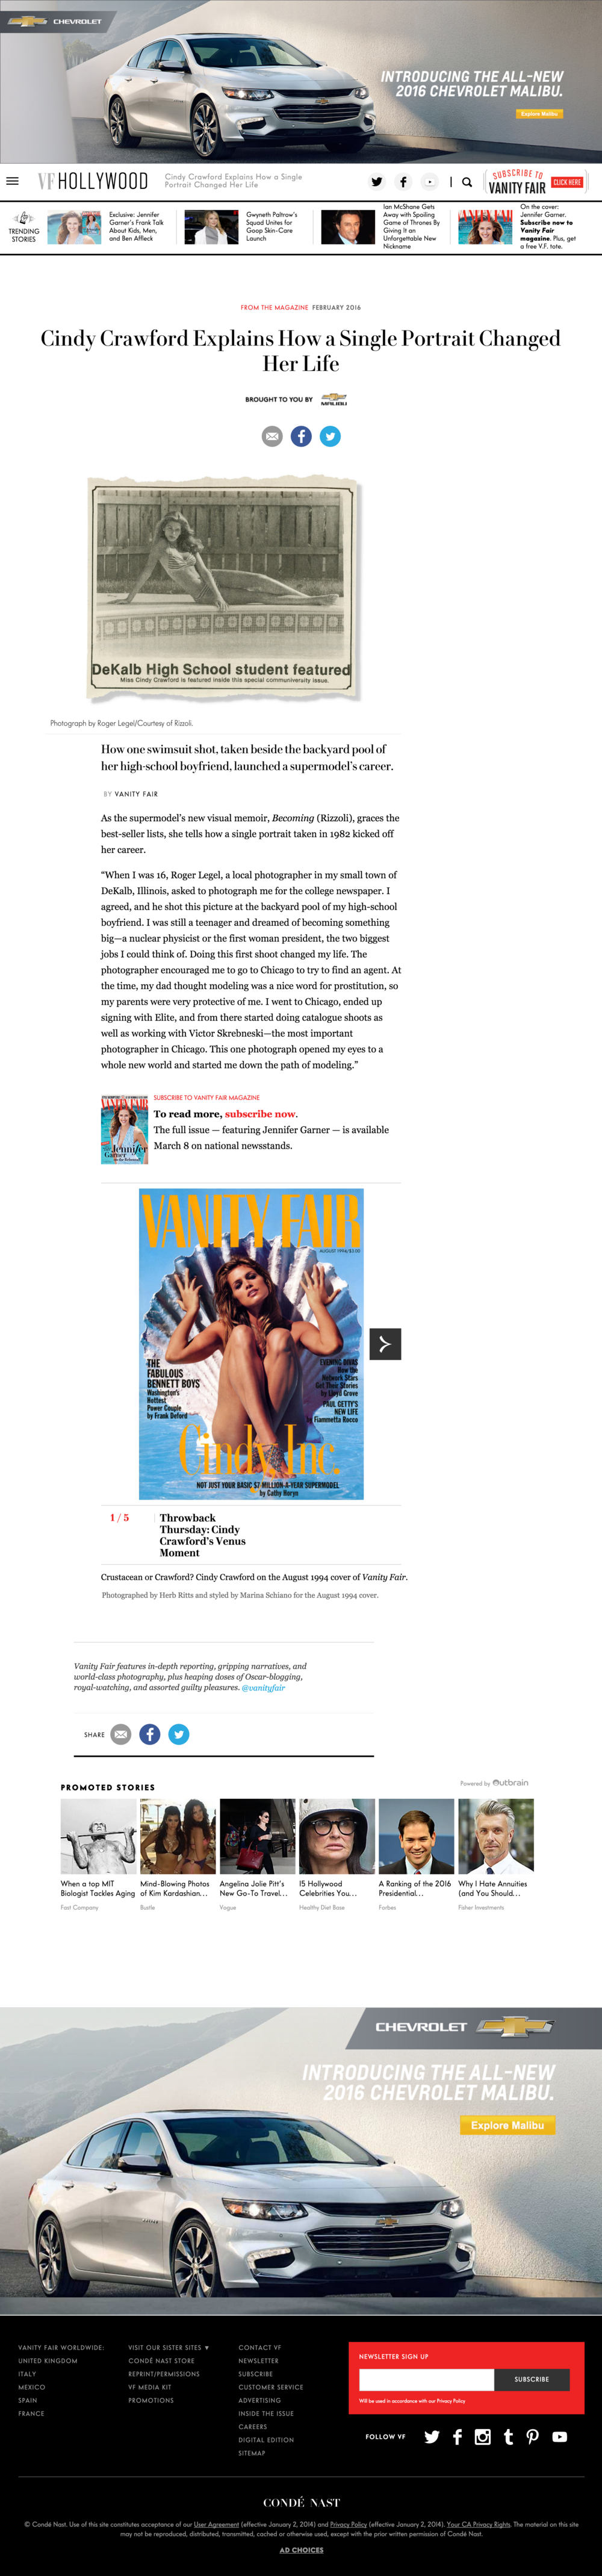 CHEVROLET
INTRODUCING THE ALL-NEW
2016 CHEVROLET MALIBU.
Explore Malibu
VF HOLLYWOOD
Cindy Crawford Explains How a Single
Portrait Changed Her Life
SUBSCRIBE TO
VANITY FAIR
CLICK HERE
TRENDING
STORIES
Exclusive: Jennifer
Garner's Frank Talk
About Kids, Men,
and Ben Affleck
Gwyneth Paltrow's
Squad Unites for
Goop Skin-Care
Launch
Ian McShane Gets
Away with Spoiling
Game of Thrones By
Giving It an
Unforgettable New
Nickname
On the cover:
Jennifer Garner.
Subscribe now to
Vanity Fair
magazine. Plus, get
a free V.F. tote.
FROM THE MAGAZINE FEBRUARY 2016
Cindy Crawford Explains How a Single Portrait Changed
Her Life
BROUGHT TO YOU BY
MALIBU
DeKalb High School student featured
Miss Cindy Crawford is featured inside this special communiversity issue.
Photograph by Roger Legel/Courtesy of Rizzoli.
How one swimsuit shot, taken beside the backyard pool of
her high-school boyfriend, launched a supermodel's career.
BY VANITY FAIR
As the supermodel's new visual memoir, Becoming (Rizzoli), graces the
best-seller lists, she tells how a single portrait taken in 1982 kicked off
her career.
“When I was 16, Roger Legel, a local photographer in my small town of
DeKalb, Illinois, asked to photograph me for the college newspaper. I
agreed, and he shot this picture at the backyard pool of my high-school
boyfriend. I was still a teenager and dreamed of becoming something
big—a nuclear physicist or the first woman president, the two biggest
jobs I could think of. Doing this first shoot changed my life. The
photographer encouraged me to go to Chicago to try to find an agent. At
the time, my dad thought modeling was a nice word for prostitution, so
my parents were very protective of me. I went to Chicago, ended up
signing with Elite, and from there started doing catalogue shoots as
well as working with Victor Skrebneski—the most important
photographer in Chicago. This one photograph opened my eyes to a
whole new world and started me down the path of modeling.”
VANITY FAIR
Jennifer
Garner
SUBSCRIBE TO VANITY FAIR MAGAZINE
To read more, subscribe now.
The full issue — featuring Jennifer Garner — is available
March 8 on national newsstands.
VANITY FAIR
AUGUST 1994/$3.00
THE
FABULOUS
BENNETT BOYS
Washington's
Hottest
Power Couple
by Frank Deford
EVENING DIVAS
How the
Network Stars
Got Their Stories
by Lloyd Grove
PAUL GETTY'S
NEW LIFE
by Fiammetta Rocco
Cindy, Inc.
NOT JUST YOUR BASIC $7-MILLION-A-YEAR SUPERMODEL
by Cathy Horyn
1 / 5
Throwback
Thursday: Cindy
Crawford's Venus
Moment
Crustacean or Crawford? Cindy Crawford on the August 1994 cover of Vanity Fair.
Photographed by Herb Ritts and styled by Marina Schiano for the August 1994 cover.
Vanity Fair features in-depth reporting, gripping narratives, and
world-class photography, plus heaping doses of Oscar-blogging,
royal-watching, and assorted guilty pleasures. @vanityfair
SHARE
PROMOTED STORIES
Powered by Outbrain
When a top MIT
Biologist Tackles Aging
Fast Company
Mind-Blowing Photos
of Kim Kardashian...
Bustle
Angelina Jolie Pitt's
New Go-To Travel...
Vogue
15 Hollywood
Celebrities You...
Healthy Diet Base
A Ranking of the 2016
Presidential...
Forbes
Why I Hate Annuities
(and You Should...
Fisher Investments
CHEVROLET
INTRODUCING THE ALL-NEW
2016 CHEVROLET MALIBU.
Explore Malibu
VANITY FAIR WORLDWIDE:
UNITED KINGDOM
ITALY
MEXICO
SPAIN
FRANCE
VISIT OUR SISTER SITES ▼
CONDÉ NAST STORE
REPRINT/PERMISSIONS
VF MEDIA KIT
PROMOTIONS
CONTACT VF
NEWSLETTER
SUBSCRIBE
CUSTOMER SERVICE
ADVERTISING
INSIDE THE ISSUE
CAREERS
DIGITAL EDITION
SITEMAP
NEWSLETTER SIGN UP
SUBSCRIBE
Will be used in accordance with our Privacy Policy
FOLLOW VF
CONDÉ NAST
© Condé Nast. Use of this site constitutes acceptance of our User Agreement (effective January 2, 2014) and Privacy Policy (effective January 2, 2014). Your CA Privacy Rights. The material on this site
may not be reproduced, distributed, transmitted, cached or otherwise used, except with the prior written permission of Condé Nast.
AD CHOICES